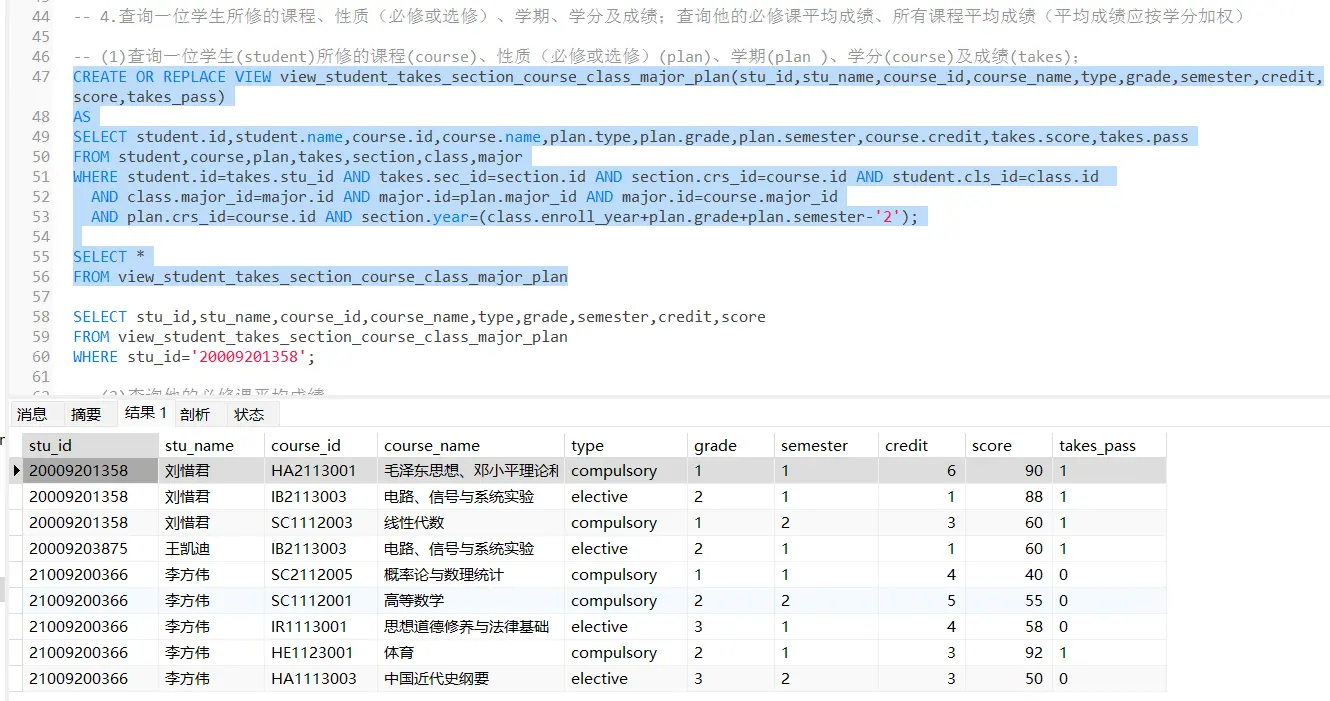 44 -- 4.查询一位学生所修的课程、性质（必修或选修）、学期、学分及成绩；查询他的必修课平均成绩、所有课程平均成绩（平均成绩应按学分加权）
45
46 -- (1)查询一位学生(student)所修的课程(course)、性质（必修或选修）(plan)、学期(plan )、学分(course)及成绩(takes);
47 CREATE OR REPLACE VIEW view_student_takes_section_course_class_major_plan(stu_id,stu_name,course_id,course_name,type,grade,semester,credit,
score,takes_pass)
48 AS
49 SELECT student.id,student.name,course.id,course.name,plan.type,plan.grade,plan.semester,course.credit,takes.score,takes.pass
50 FROM student,course,plan,takes,section,class,major
51 WHERE student.id=takes.stu_id AND takes.sec_id=section.id AND section.crs_id=course.id AND student.cls_id=class.id
52 AND class.major_id=major.id AND major.id=plan.major_id AND major.id=course.major_id
53 AND plan.crs_id=course.id AND section.year=(class.enroll_year+plan.grade+plan.semester-'2');
54
55 SELECT *
56 FROM view_student_takes_section_course_class_major_plan
57
58 SELECT stu_id,stu_name,course_id,course_name,type,grade,semester,credit,score
59 FROM view_student_takes_section_course_class_major_plan
60 WHERE stu_id='20009201358';
61
消息 摘要 结果 1 剖析 状态
stu_id stu_name course_id course_name type grade semester credit score takes_pass
20009201358 刘惜君 HA2113001 毛泽东思想、邓小平理论和 compulsory 1 1 6 90 1
20009201358 刘惜君 IB2113003 电路、信号与系统实验 elective 2 1 1 88 1
20009201358 刘惜君 SC1112003 线性代数 compulsory 1 2 3 60 1
20009203875 王凯迪 IB2113003 电路、信号与系统实验 elective 2 1 1 60 1
21009200366 李方伟 SC2112005 概率论与数理统计 compulsory 1 1 4 40 0
21009200366 李方伟 SC1112001 高等数学 compulsory 2 2 5 55 0
21009200366 李方伟 IR1113001 思想道德修养与法律基础 elective 3 1 4 58 0
21009200366 李方伟 HE1123001 体育 compulsory 2 1 3 92 1
21009200366 李方伟 HA1113003 中国近代史纲要 elective 3 2 3 50 0